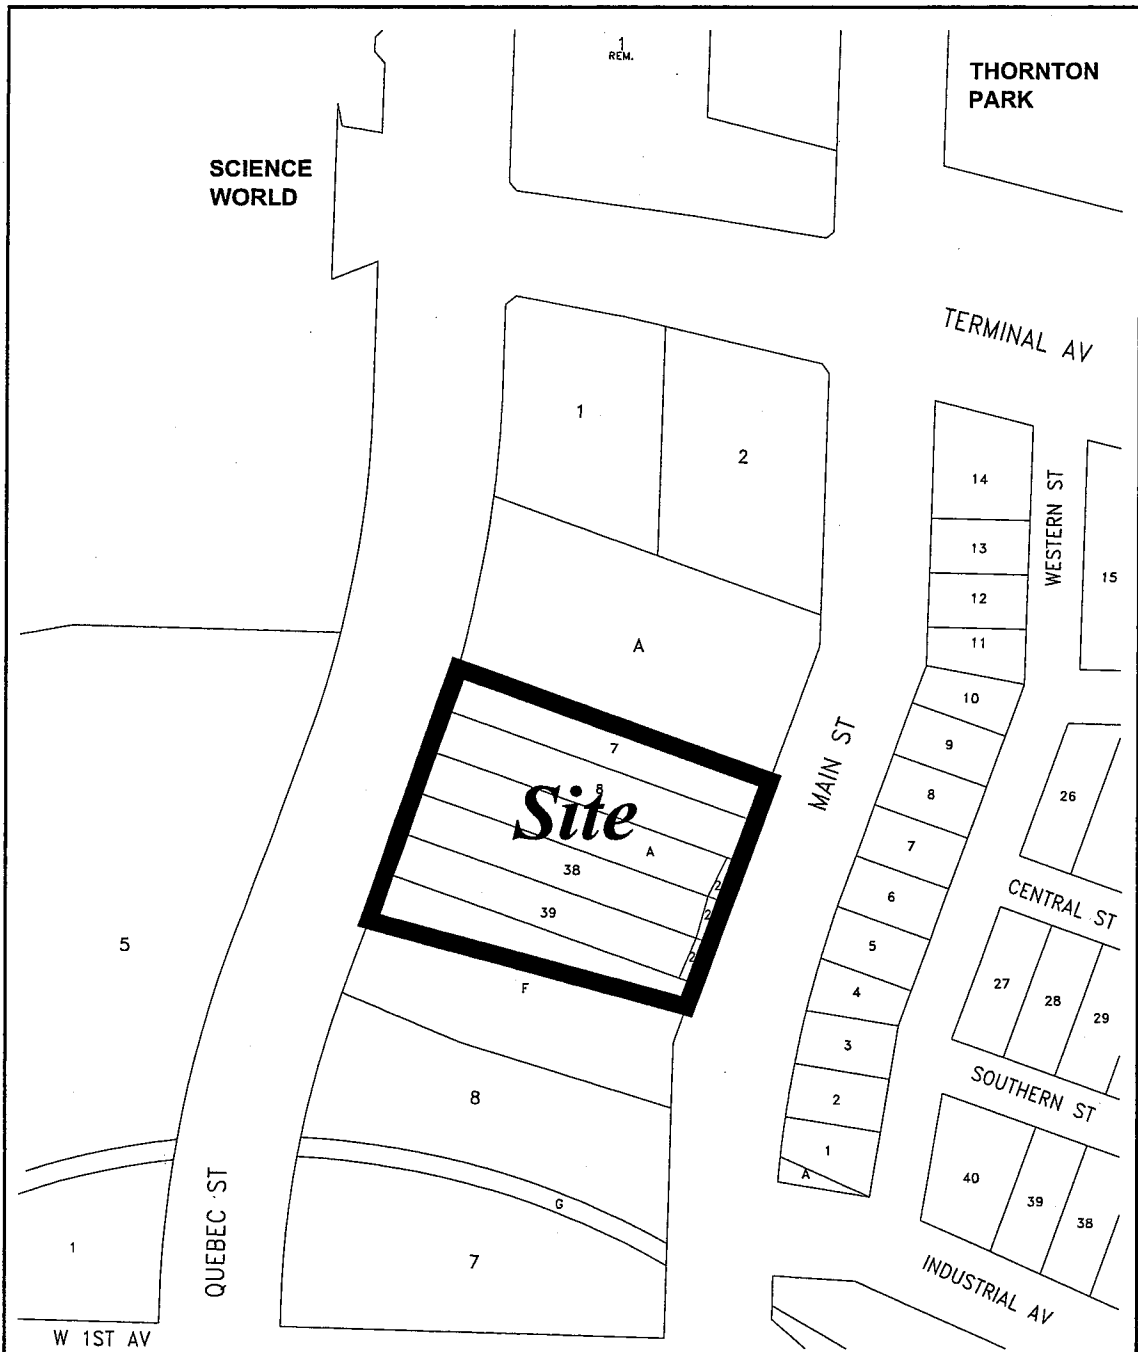 1
REM.
THORNTON
PARK
SCIENCE
WORLD
TERMINAL AV
1
2
14
13
12
11
WESTERN ST
15
A
10
9
8
7
6
5
4
3
2
1
A
MAIN ST
26
7
8
Site
A
38
39
2
2
2
F
CENTRAL ST
27
28
29
5
SOUTHERN ST
8
G
7
40
39
38
INDUSTRIAL AV
QUEBEC ST
1
W 1ST AV